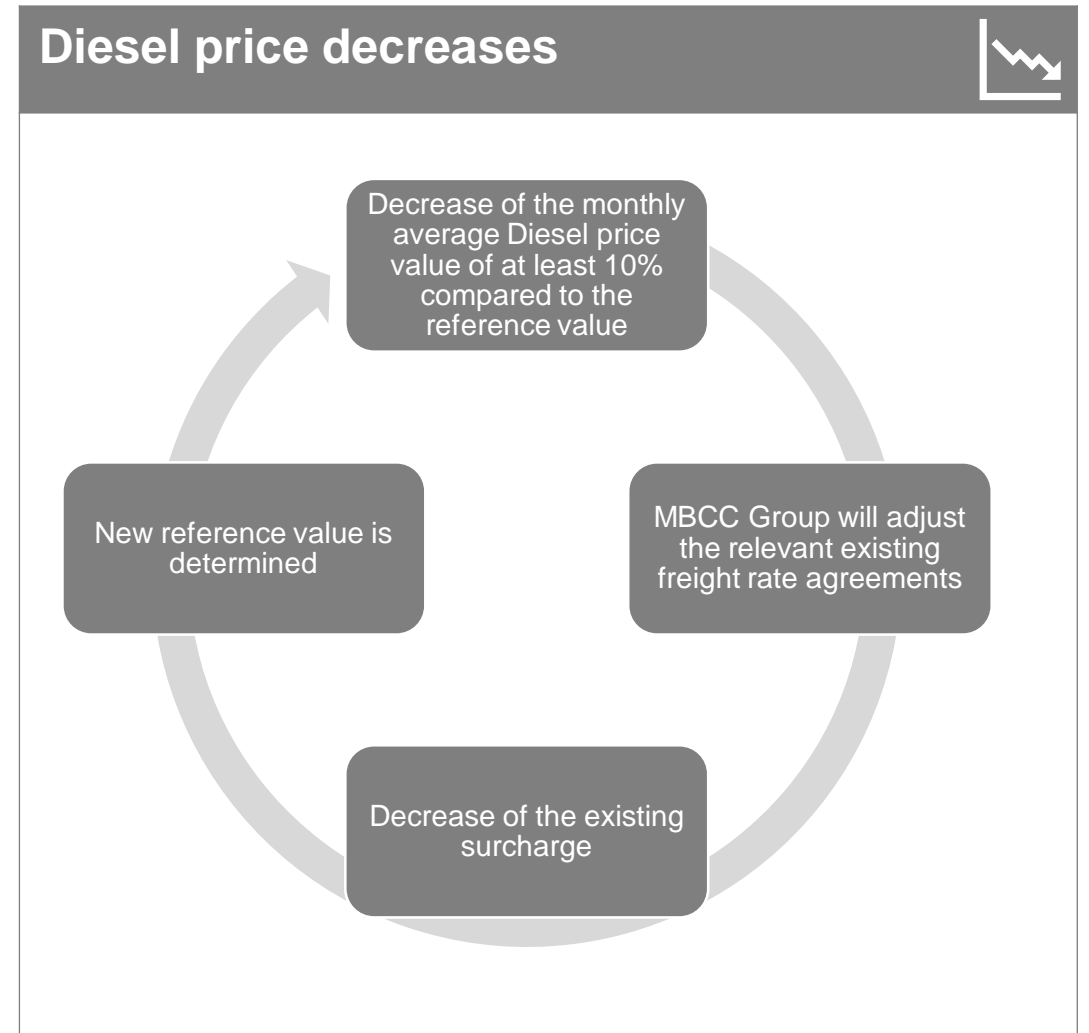 Diesel price decreases
Decrease of the monthly
average Diesel price
value of at least 10%
compared to the
reference value
MBCC Group will adjust
the relevant existing
freight rate agreements
Decrease of the existing
surcharge
New reference value is
determined